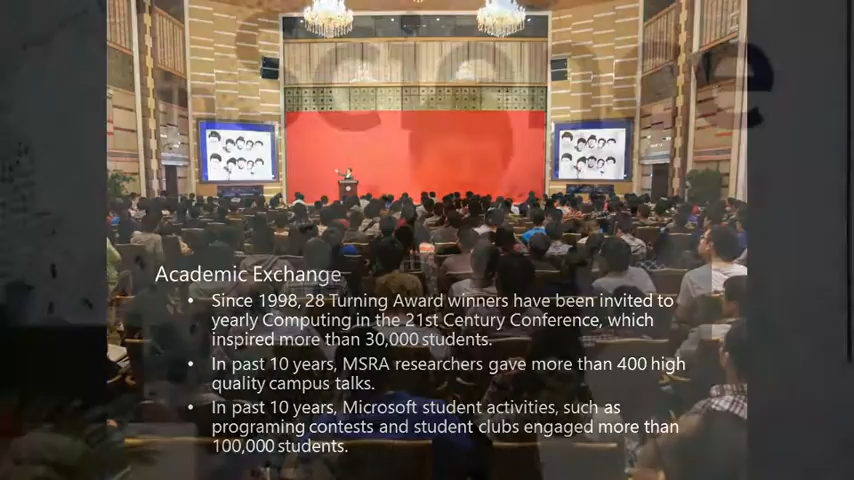 Academic Exchange
• Since 1998, 28 Turning Award winners have been invited to
yearly Computing in the 21st Century Conference, which
inspired more than 30,000 students.
• In past 10 years, MSRA researchers gave more than 400 high
quality campus talks.
• In past 10 years, Microsoft student activities, such as
programing contests and student clubs engaged more than
100,000 students.